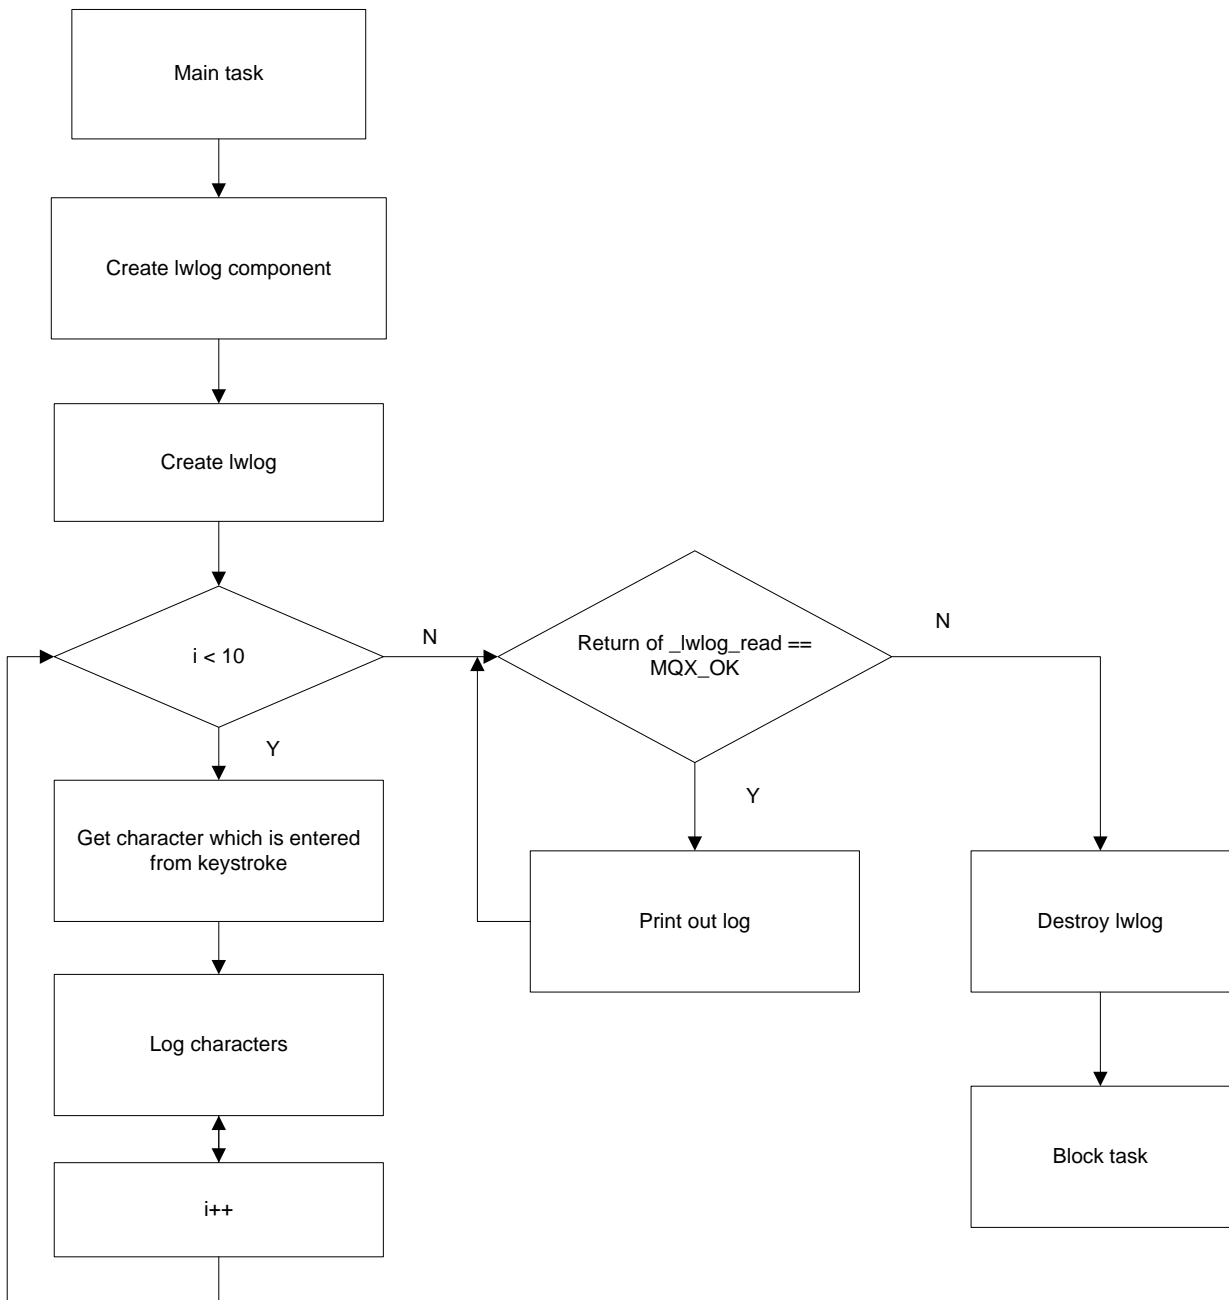 Main task
Create lwlog component
Create lwlog
i < 10
N
Return of _lwlog_read ==
MQX_OK
N
Y
Get character which is entered
from keystroke
Y
Print out log
Destroy lwlog
Log characters
Block task
i++